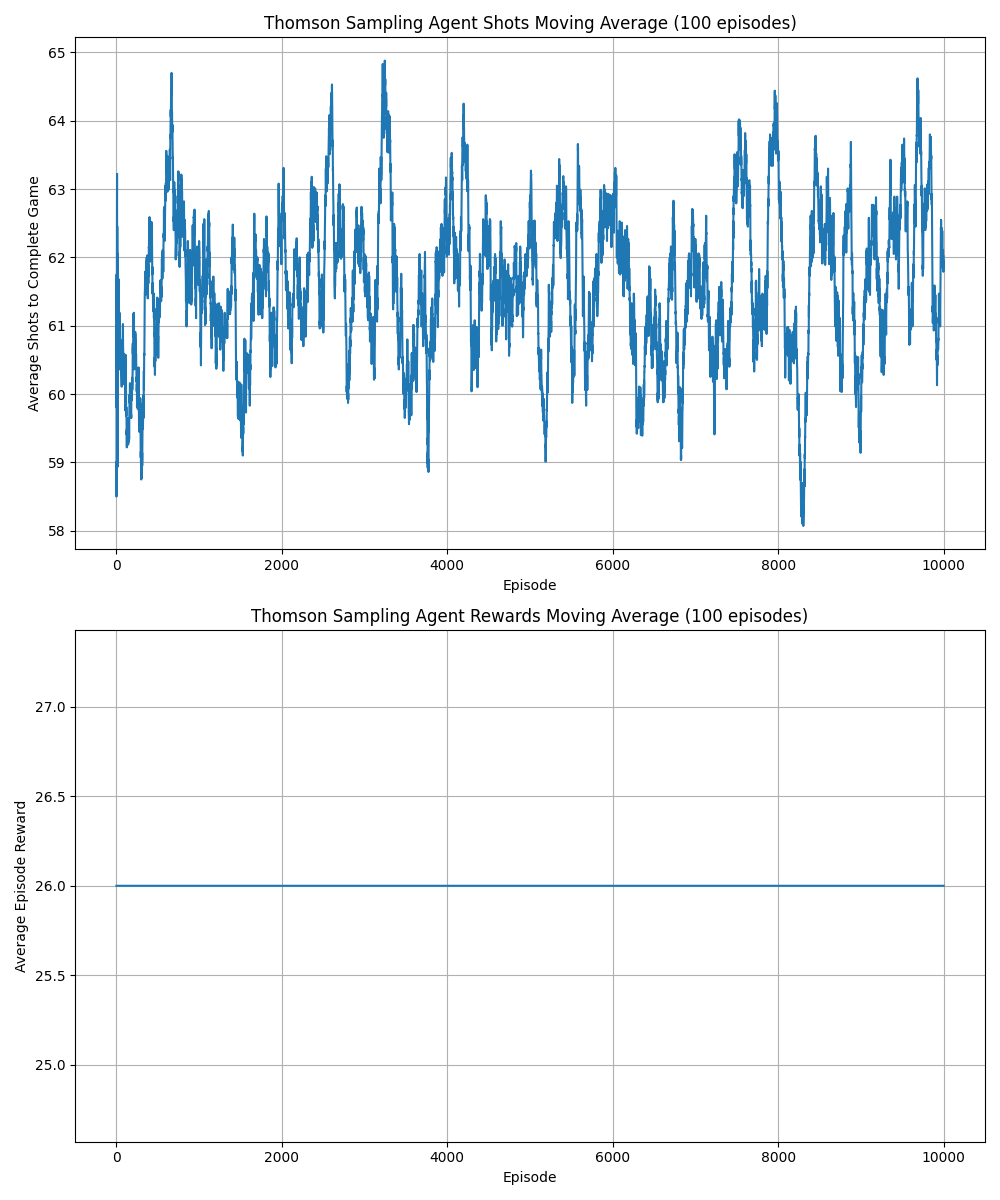 Thomson Sampling Agent Shots Moving Average (100 episodes)
Average Shots to Complete Game
65
64
63
62
61
60
59
58
0 2000 4000 6000 8000 10000
Episode
Thomson Sampling Agent Rewards Moving Average (100 episodes)
Average Episode Reward
27.0
26.5
26.0
25.5
25.0
0 2000 4000 6000 8000 10000
Episode